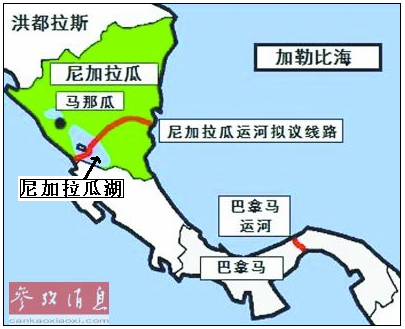 洪都拉斯
加勒比海
尼加拉瓜
马那瓜
尼加拉瓜运河拟议线路
尼加拉瓜湖
巴拿马
运河
巴拿马
参考消息
cankaoxiaoxi.com